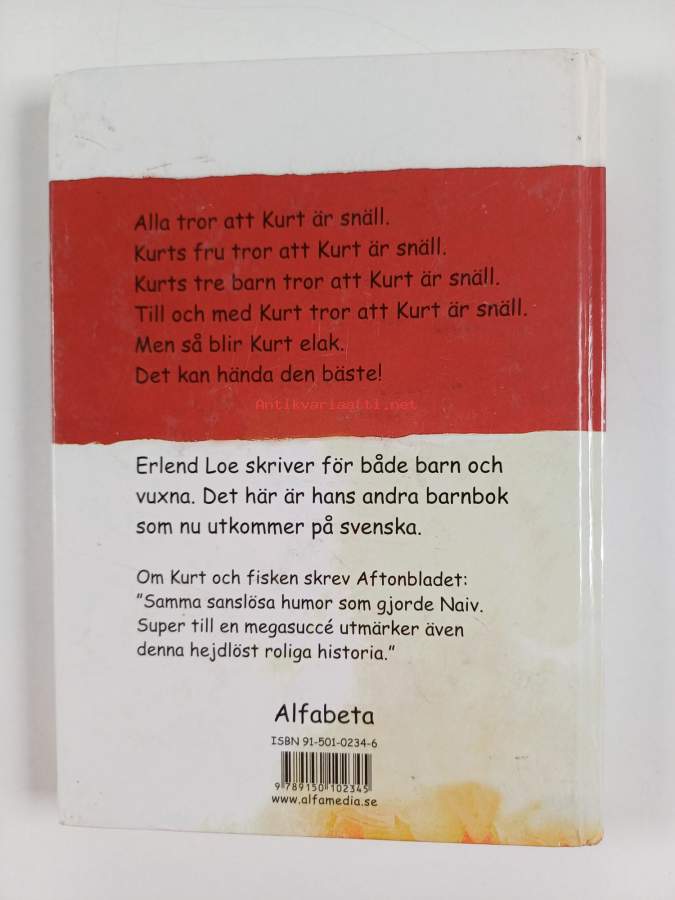 Alla tror att Kurt är snäll.
Kurts fru tror att Kurt är snäll.
Kurts tre barn tror att Kurt är snäll.
Till och med Kurt tror att Kurt är snäll.
Men så blir Kurt elak.
Det kan hända den bäste!
Antikvariaatti.net
Erlend Loe skriver för både barn och
vuxna. Det här är hans andra barnbok
som nu utkommer på svenska.
Om Kurt och fisken skrev Aftonbladet:
”Samma sanslösa humor som gjorde Naiv.
Super till en megasuccé utmärker även
denna hejdlöst roliga historia.”
Alfabeta
ISBN 91-501-0234-6
9 789150 102345
www.alfamedia.se